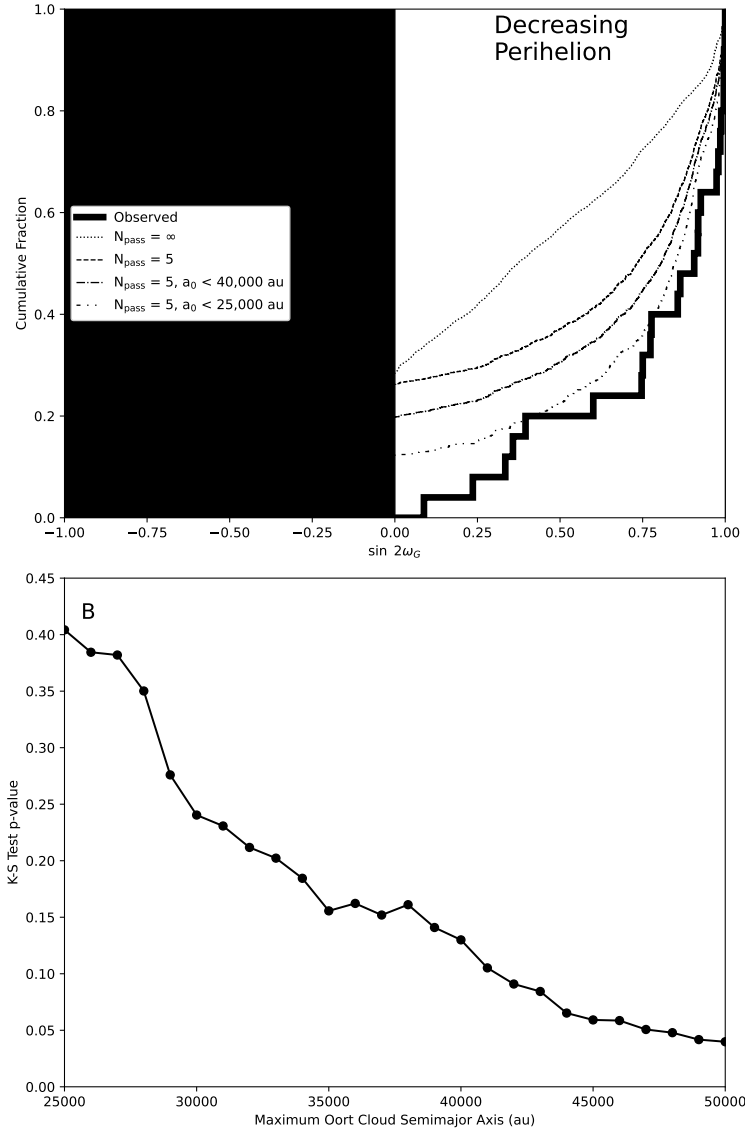 Decreasing
Perihelion
1.0
0.8
0.6
0.4
0.2
0.0
Cumulative Fraction
Observed
N_pass = ∞
N_pass = 5
N_pass = 5, a₀ < 40,000 au
N_pass = 5, a₀ < 25,000 au
−1.00 −0.75 −0.50 −0.25 0.00 0.25 0.50 0.75 1.00
sin 2ω_G
B
0.45
0.40
0.35
0.30
0.25
0.20
0.15
0.10
0.05
0.00
K-S Test p-value
25000 30000 35000 40000 45000 50000
Maximum Oort Cloud Semimajor Axis (au)